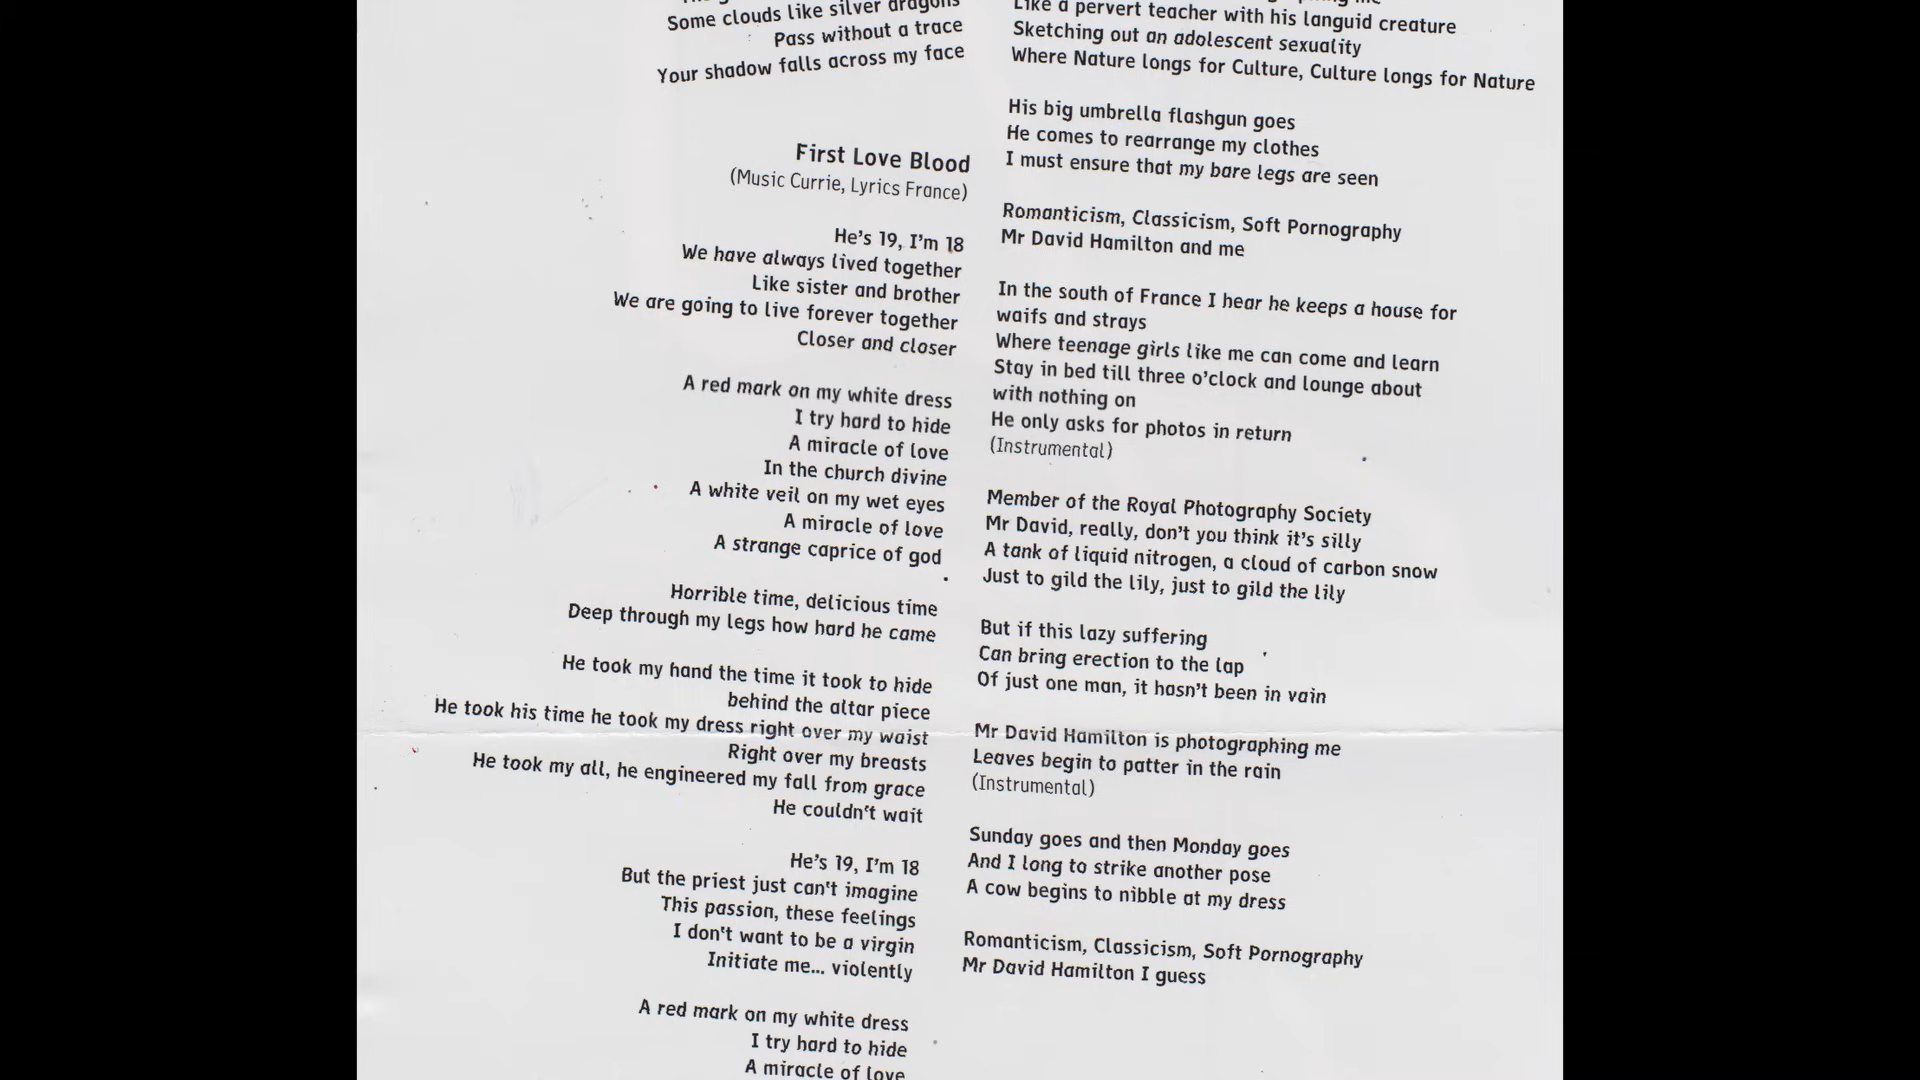 Some clouds like silver dragons
Pass without a trace
Your shadow falls across my face
First Love Blood
(Music Currie, Lyrics France)
He's 19, I'm 18
We have always lived together
Like sister and brother
We are going to live forever together
Closer and closer
A red mark on my white dress
I try hard to hide
A miracle of love
In the church divine
A white veil on my wet eyes
A miracle of love
A strange caprice of god
Horrible time, delicious time
Deep through my legs how hard he came
He took my hand the time it took to hide
behind the altar piece
He took his time he took my dress right over my waist
Right over my breasts
He took my all, he engineered my fall from grace
He couldn't wait
He's 19, I'm 18
But the priest just can't imagine
This passion, these feelings
I don't want to be a virgin
Initiate me... violently
A red mark on my white dress
I try hard to hide
A miracle of love
Like a pervert teacher with his languid creature
Sketching out an adolescent sexuality
Where Nature longs for Culture, Culture longs for Nature
His big umbrella flashgun goes
He comes to rearrange my clothes
I must ensure that my bare legs are seen
Romanticism, Classicism, Soft Pornography
Mr David Hamilton and me
In the south of France I hear he keeps a house for
waifs and strays
Where teenage girls like me can come and learn
Stay in bed till three o'clock and lounge about
with nothing on
He only asks for photos in return
(Instrumental)
Member of the Royal Photography Society
Mr David, really, don't you think it's silly
A tank of liquid nitrogen, a cloud of carbon snow
Just to gild the lily, just to gild the lily
But if this lazy suffering
Can bring erection to the lap
Of just one man, it hasn't been in vain
Mr David Hamilton is photographing me
Leaves begin to patter in the rain
(Instrumental)
Sunday goes and then Monday goes
And I long to strike another pose
A cow begins to nibble at my dress
Romanticism, Classicism, Soft Pornography
Mr David Hamilton I guess